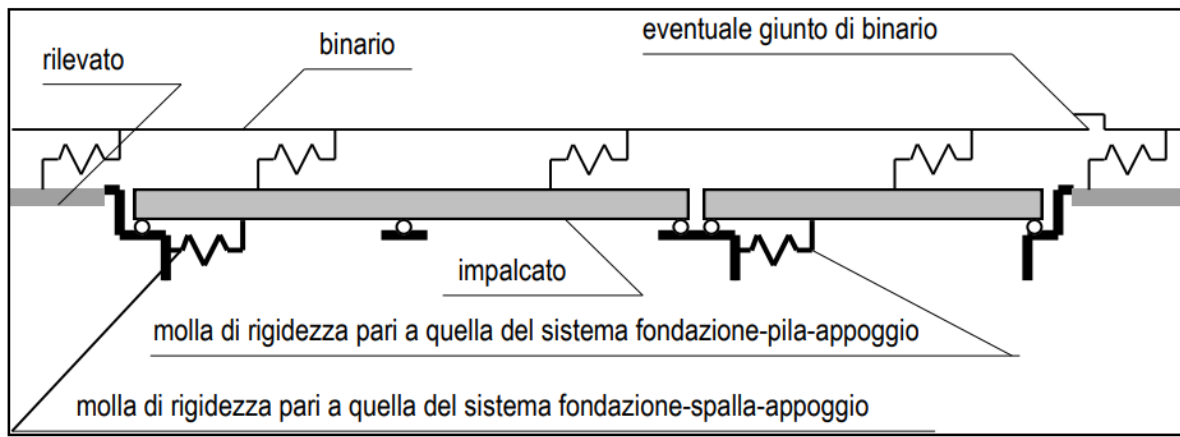 eventuale giunto di binario
binario
rilevato
impalcato
molla di rigidezza pari a quella del sistema fondazione-pila-appoggio
molla di rigidezza pari a quella del sistema fondazione-spalla-appoggio